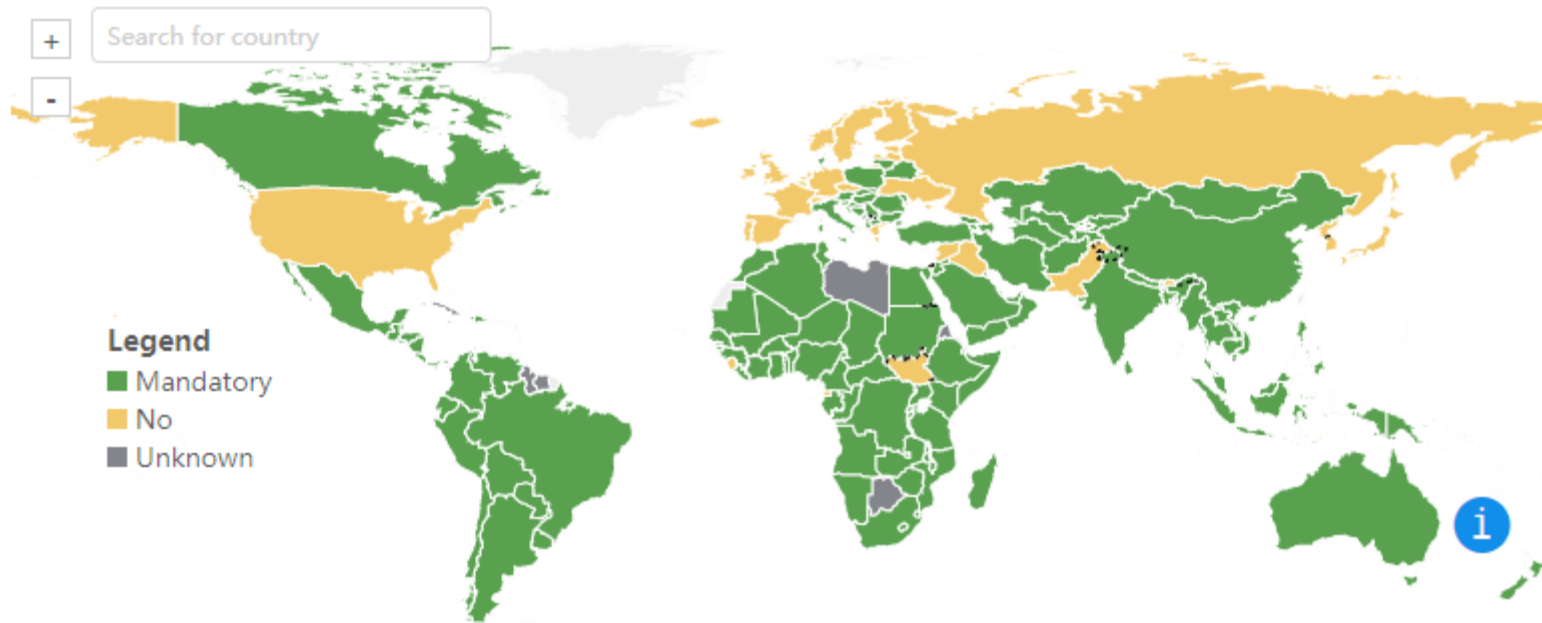 +
Search for country
-
Legend
Mandatory
No
Unknown
i